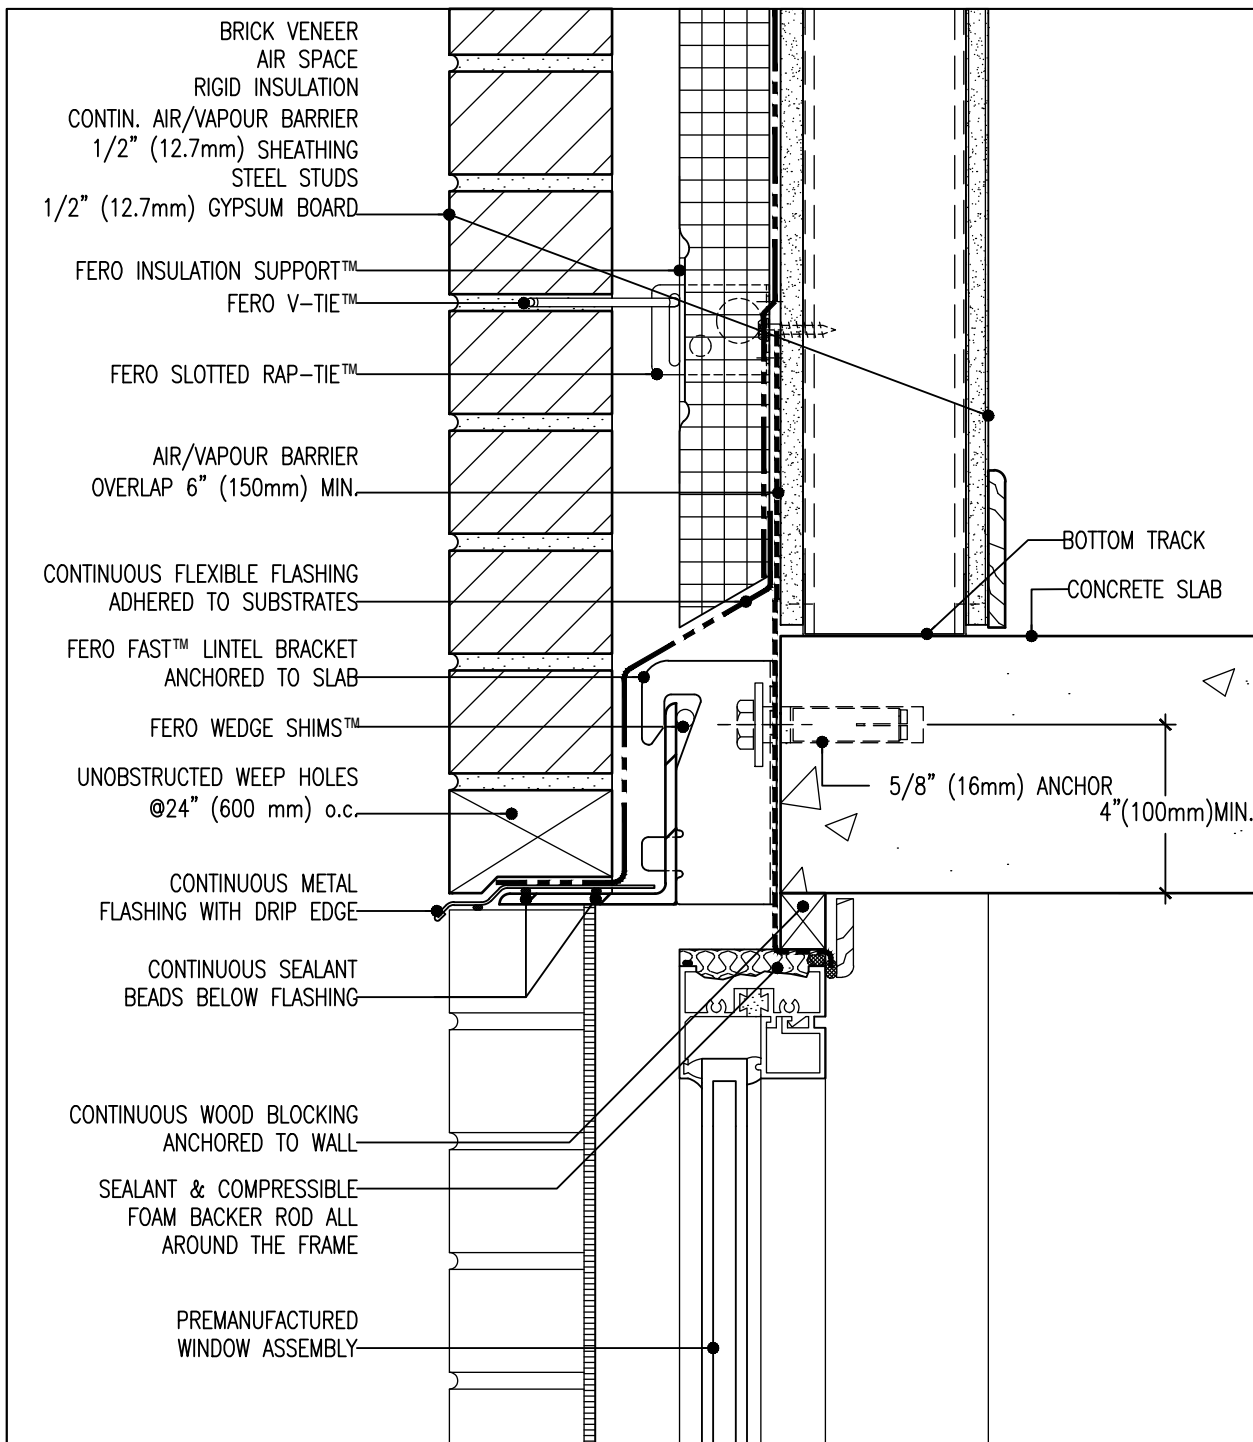 BRICK VENEER
AIR SPACE
RIGID INSULATION
CONTIN. AIR/VAPOUR BARRIER
1/2" (12.7mm) SHEATHING
STEEL STUDS
1/2" (12.7mm) GYPSUM BOARD
FERO INSULATION SUPPORT™
FERO V-TIE™
FERO SLOTTED RAP-TIE™
AIR/VAPOUR BARRIER
OVERLAP 6" (150mm) MIN.
CONTINUOUS FLEXIBLE FLASHING
ADHERED TO SUBSTRATES
FERO FAST™ LINTEL BRACKET
ANCHORED TO SLAB
FERO WEDGE SHIMS™
UNOBSTRUCTED WEEP HOLES
@24" (600 mm) o.c.
CONTINUOUS METAL
FLASHING WITH DRIP EDGE
CONTINUOUS SEALANT
BEADS BELOW FLASHING
CONTINUOUS WOOD BLOCKING
ANCHORED TO WALL
SEALANT & COMPRESSIBLE
FOAM BACKER ROD ALL
AROUND THE FRAME
PREMANUFACTURED
WINDOW ASSEMBLY
BOTTOM TRACK
CONCRETE SLAB
5/8" (16mm) ANCHOR
4"(100mm)MIN.